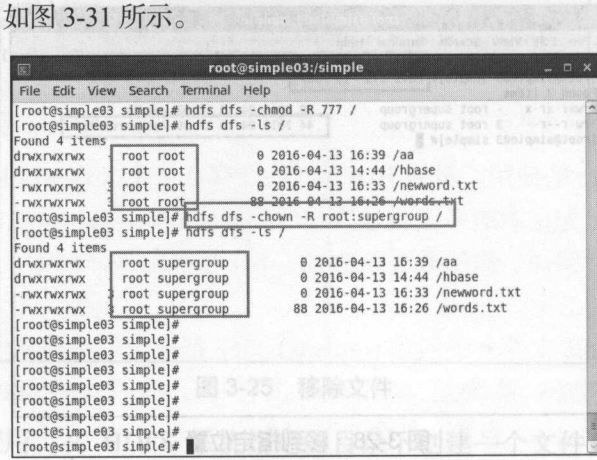 如图 3-31 所示。
root@simple03:/simple
File Edit View Search Terminal Help
[root@simple03 simple]# hdfs dfs -chmod -R 777 /
[root@simple03 simple]# hdfs dfs -ls /
Found 4 items
drwxrwxrwx - root root 0 2016-04-13 16:39 /aa
drwxrwxrwx - root root 0 2016-04-13 14:44 /hbase
-rwxrwxrwx 3 root root 0 2016-04-13 16:33 /newword.txt
-rwxrwxrwx 3 root root 88 2016-04-13 16:26 /words.txt
[root@simple03 simple]# hdfs dfs -chown -R root:supergroup /
[root@simple03 simple]# hdfs dfs -ls /
Found 4 items
drwxrwxrwx - root supergroup 0 2016-04-13 16:39 /aa
drwxrwxrwx - root supergroup 0 2016-04-13 14:44 /hbase
-rwxrwxrwx 3 root supergroup 0 2016-04-13 16:33 /newword.txt
-rwxrwxrwx 3 root supergroup 88 2016-04-13 16:26 /words.txt
[root@simple03 simple]#
[root@simple03 simple]#
[root@simple03 simple]#
[root@simple03 simple]#
[root@simple03 simple]#
[root@simple03 simple]#
[root@simple03 simple]#
[root@simple03 simple]#
[root@simple03 simple]#